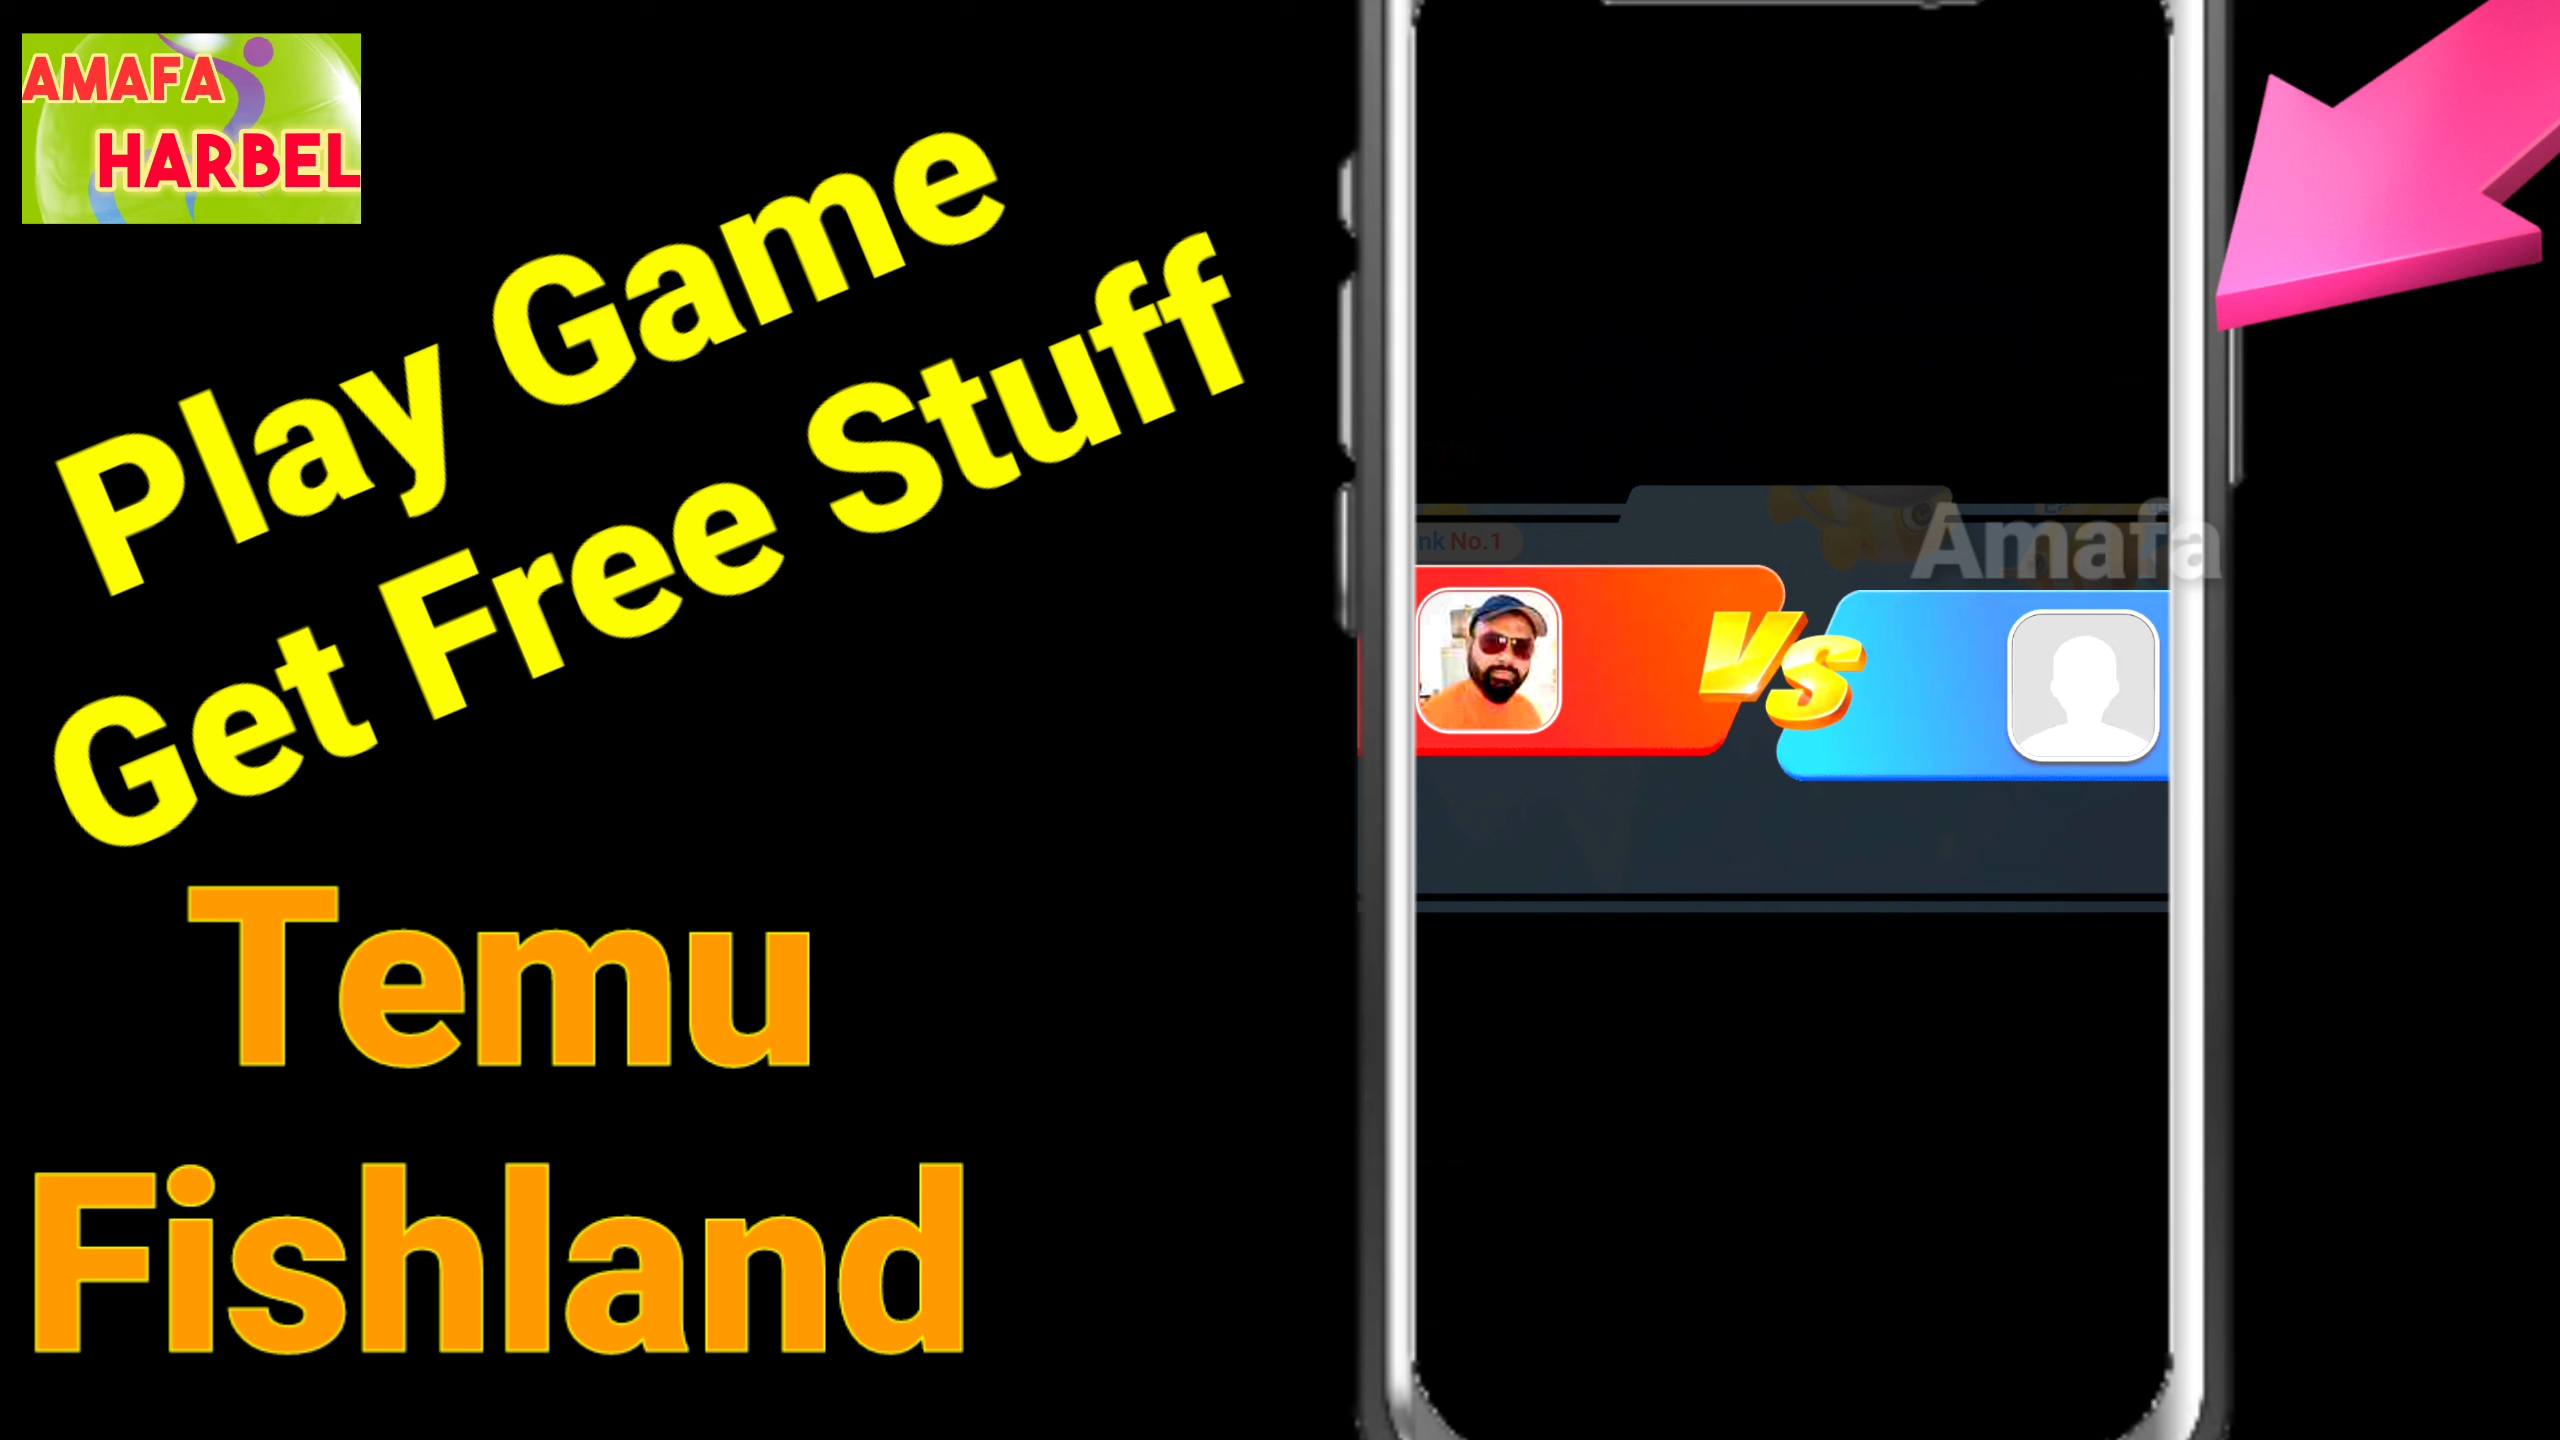 AMAFA
HARBEL
Play Game
Get Free Stuff
Temu
Fishland
nk No.1
Amafa
VS